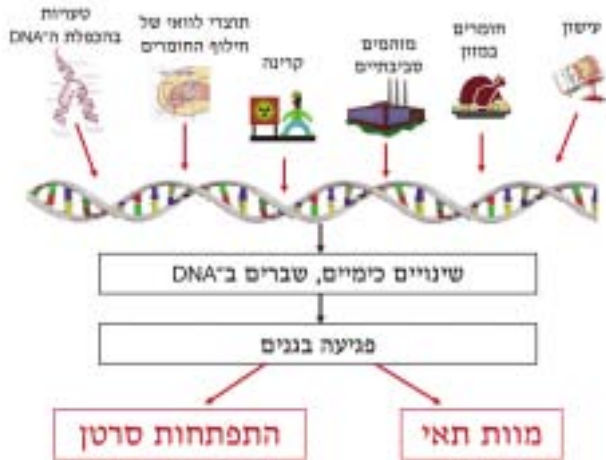 עישון
חומרים
במזון
מזהמים
סביבתיים
קרינה
תוצרי לוואי של
חילוף החומרים
טעויות
בהכפלת ה־DNA
שינויים כימיים, שברים ב־DNA
פגיעה בגנים
מוות תאי
התפתחות סרטן